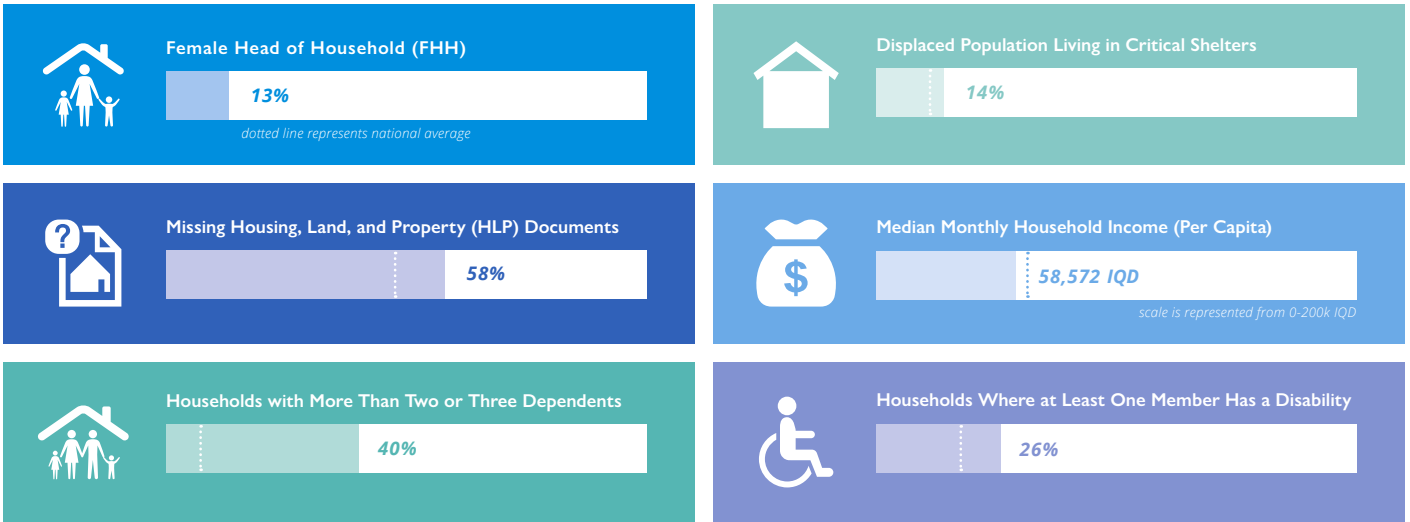 Female Head of Household (FHH)
13%
dotted line represents national average
Displaced Population Living in Critical Shelters
14%
?
Missing Housing, Land, and Property (HLP) Documents
58%
$
Median Monthly Household Income (Per Capita)
58,572 IQD
scale is represented from 0-200k IQD
Households with More Than Two or Three Dependents
40%
Households Where at Least One Member Has a Disability
26%